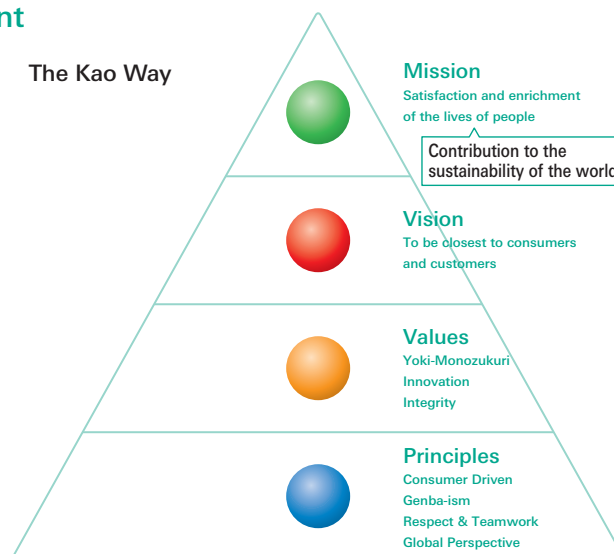 nt
The Kao Way
Mission
Satisfaction and enrichment
of the lives of people
Contribution to the
sustainability of the world
Vision
To be closest to consumers
and customers
Values
Yoki-Monozukuri
Innovation
Integrity
Principles
Consumer Driven
Genba-ism
Respect & Teamwork
Global Perspective